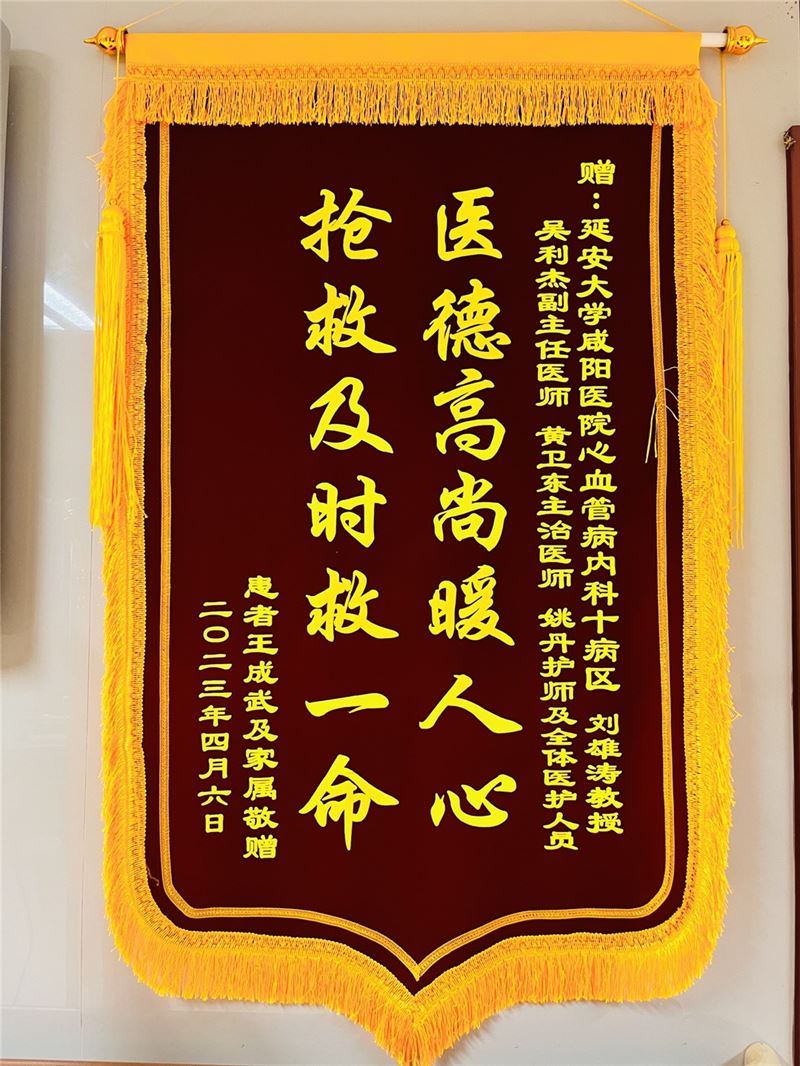 赠：延安大学咸阳医院心血管病内科十病区 刘雄涛教授
吴利杰副主任医师 黄卫东主治医师 姚丹护师及全体医护人员
医德高尚暖人心
抢救及时救一命
患者王成武及家属敬赠
二〇二三年四月六日